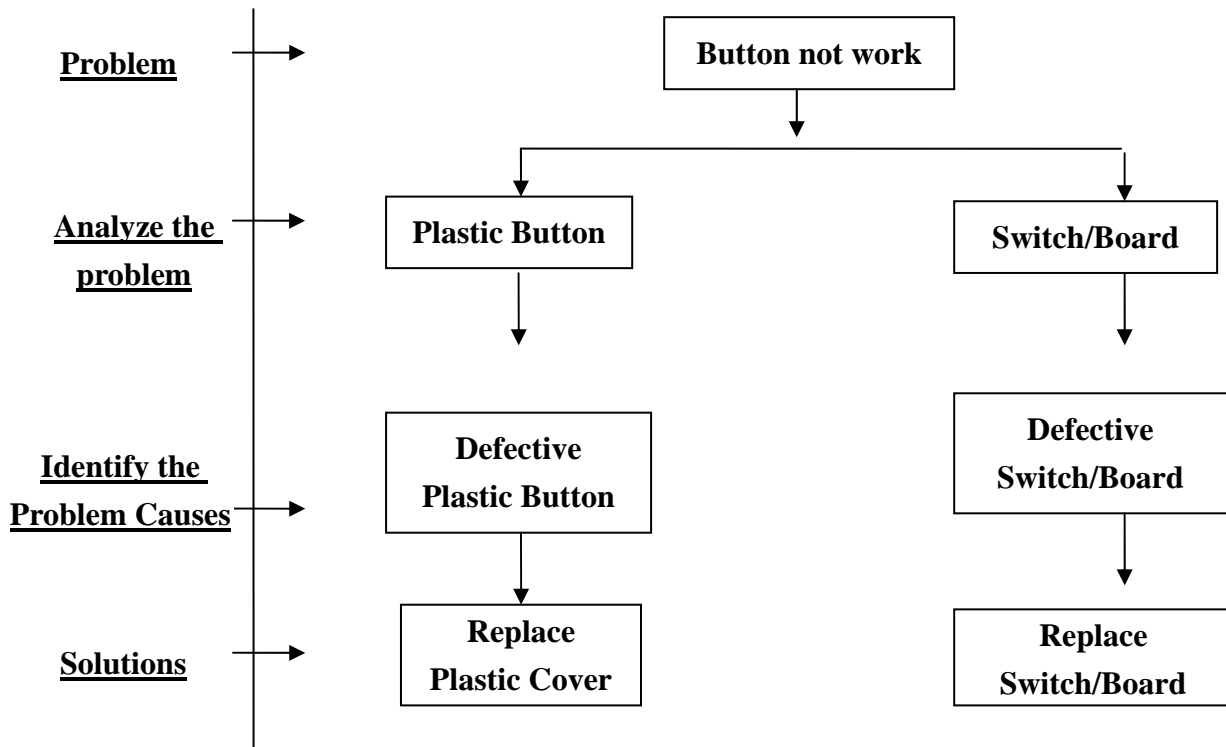 Problem
Button not work
Analyze the
problem
Plastic Button
Switch/Board
Identify the
Problem Causes
Defective
Plastic Button
Defective
Switch/Board
Solutions
Replace
Plastic Cover
Replace
Switch/Board